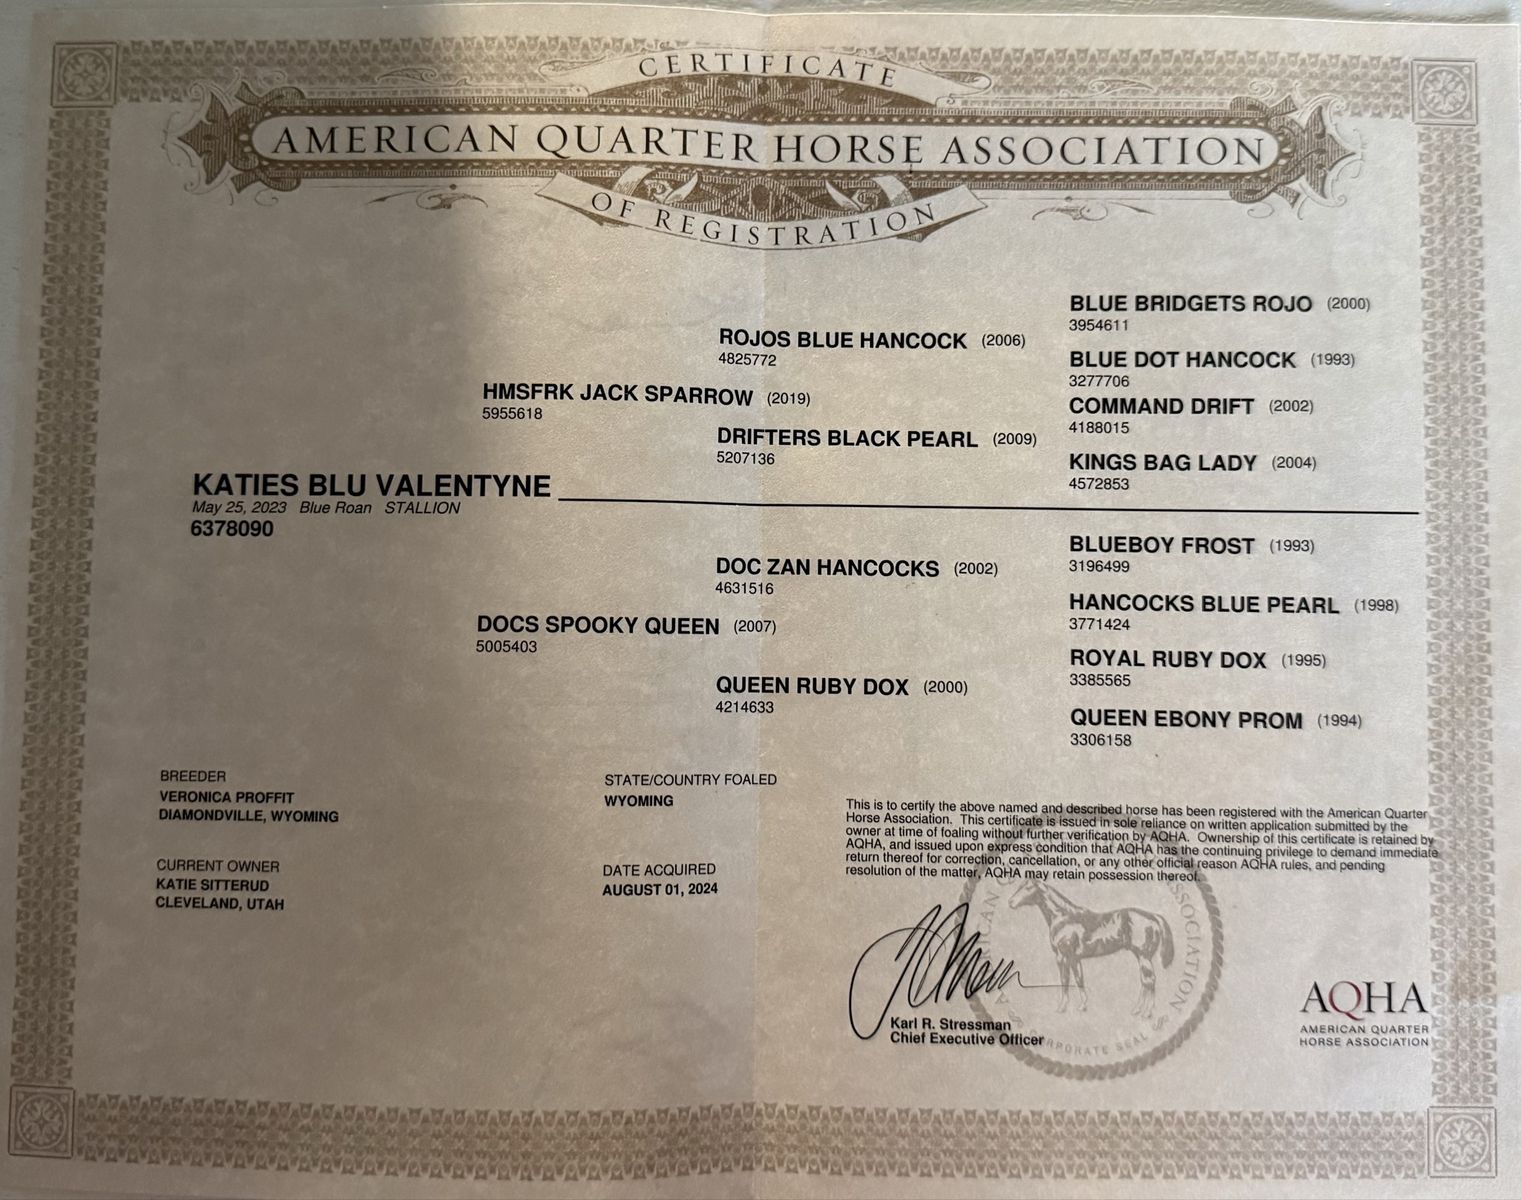 CERTIFICATE
AMERICAN QUARTER HORSE ASSOCIATION
OF REGISTRATION
BLUE BRIDGETS ROJO (2000)
3954611
ROJOS BLUE HANCOCK (2006)
4825772
BLUE DOT HANCOCK (1993)
3277706
HMSFRK JACK SPARROW (2019)
5955618
COMMAND DRIFT (2002)
4188015
DRIFTERS BLACK PEARL (2009)
5207136
KINGS BAG LADY (2004)
4572853
KATIES BLU VALENTYNE
May 25, 2023 Blue Roan STALLION
6378090
BLUEBOY FROST (1993)
3196499
DOC ZAN HANCOCKS (2002)
4631516
HANCOCKS BLUE PEARL (1998)
3771424
DOCS SPOOKY QUEEN (2007)
5005403
ROYAL RUBY DOX (1995)
3385565
QUEEN RUBY DOX (2000)
4214633
QUEEN EBONY PROM (1994)
3306158
BREEDER
VERONICA PROFFIT
DIAMONDVILLE, WYOMING
STATE/COUNTRY FOALED
WYOMING
CURRENT OWNER
KATIE SITTERUD
CLEVELAND, UTAH
DATE ACQUIRED
AUGUST 01, 2024
This is to certify the above named and described horse has been registered with the American Quarter
Horse Association. This certificate is issued in sole reliance on written application submitted by the
owner at time of foaling without further verification by AQHA. Ownership of this certificate is retained by
AQHA, and issued upon express condition that AQHA has the continuing privilege to demand immediate
return thereof for correction, cancellation, or any other official reason AQHA rules, and pending
resolution of the matter, AQHA may retain possession thereof.
Karl R. Stressman
Chief Executive Officer
ASSOCIATION
CORPORATE SEAL
AQHA
AMERICAN QUARTER
HORSE ASSOCIATION